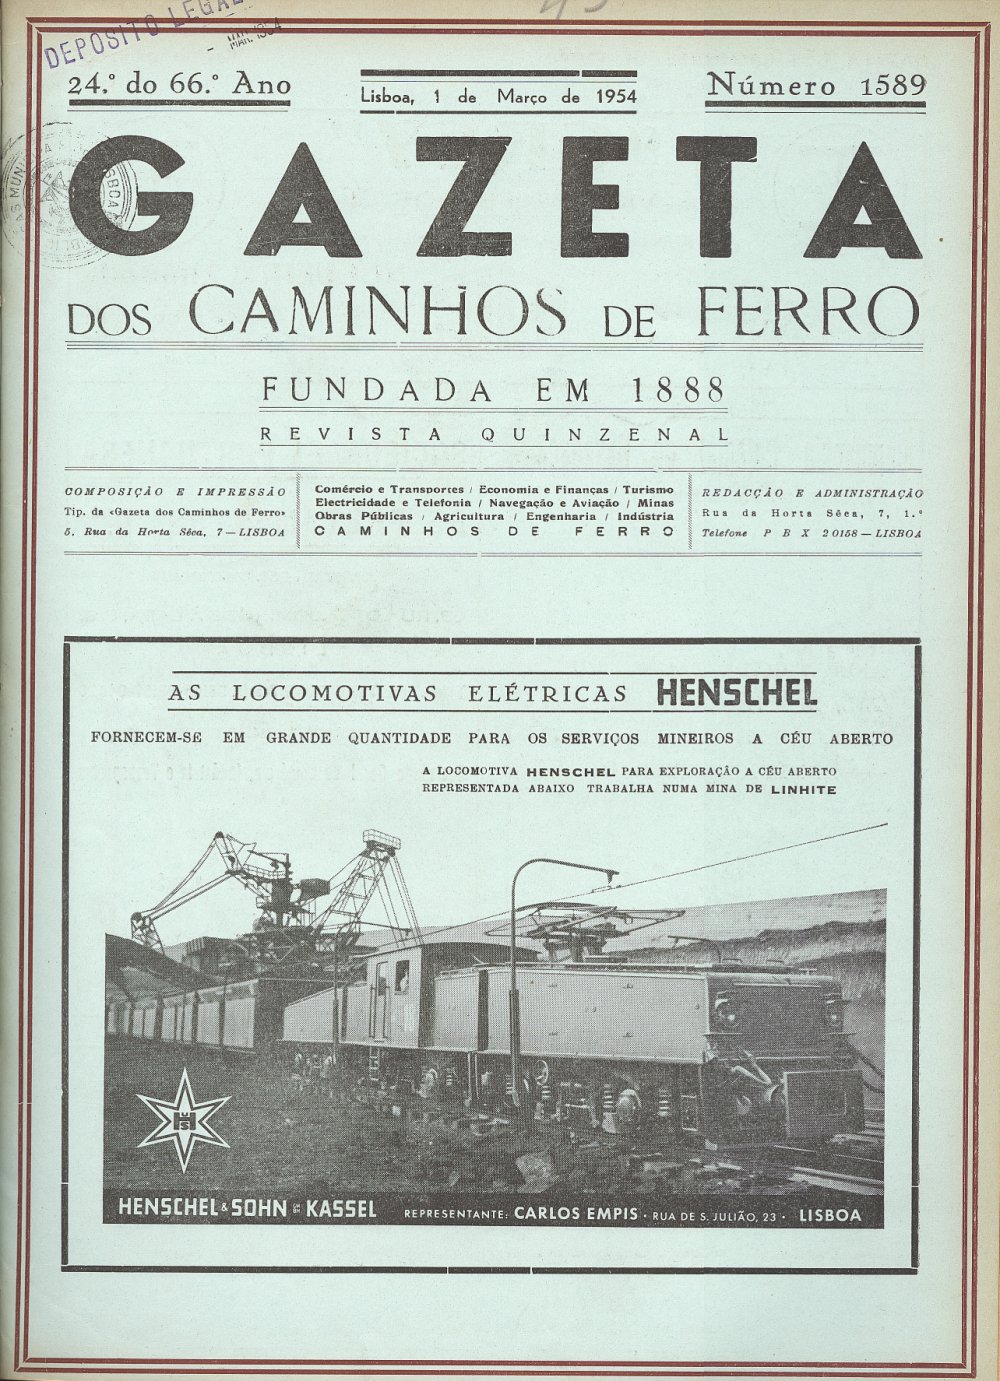 DEPOSITO LEGAL
MAR. 1954
24.º do 66.º Ano
Lisboa, 1 de Março de 1954
Número 1589
GAZETA
DOS CAMINHOS DE FERRO
FUNDADA EM 1888
REVISTA QUINZENAL
COMPOSIÇÃO E IMPRESSÃO
Tip. da «Gazeta dos Caminhos de Ferro»
5, Rua da Horta Sêca, 7 — LISBOA
Comércio e Transportes / Economia e Finanças / Turismo
Electricidade e Telefonia / Navegação e Aviação / Minas
Obras Públicas / Agricultura / Engenharia / Indústria
CAMINHOS DE FERRO
REDACÇÃO E ADMINISTRAÇÃO
Rua da Horta Sêca, 7, 1.º
Telefone P B X 20158 — LISBOA
AS LOCOMOTIVAS ELÉTRICAS HENSCHEL
FORNECEM-SE EM GRANDE QUANTIDADE PARA OS SERVIÇOS MINEIROS A CÉU ABERTO
A LOCOMOTIVA HENSCHEL PARA EXPLORAÇÃO A CÉU ABERTO
REPRESENTADA ABAIXO TRABALHA NUMA MINA DE LINHITE
HENSCHEL & SOHN GMBH KASSEL
REPRESENTANTE: CARLOS EMPIS · RUA DE S. JULIÃO, 23 · LISBOA